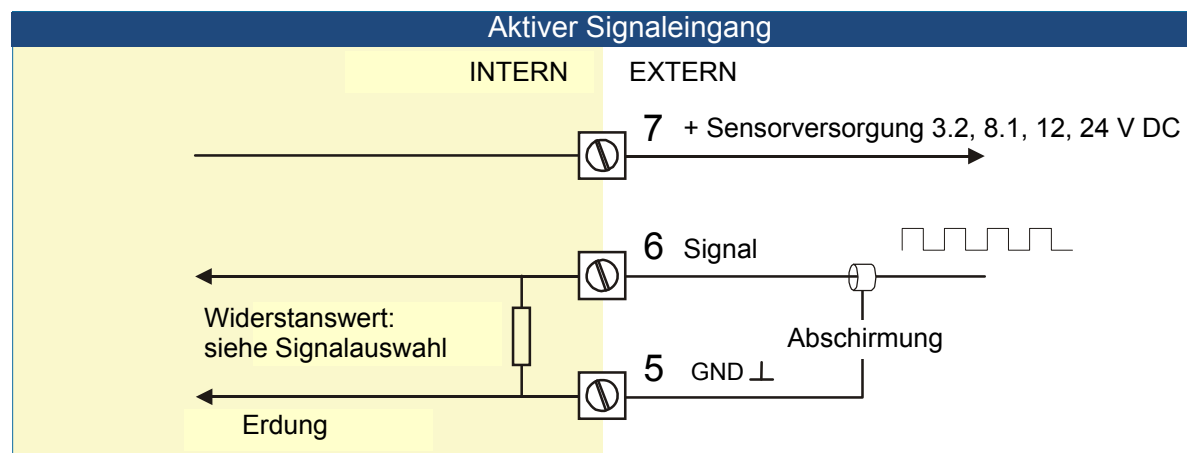 Aktiver Signaleingang
INTERN EXTERN
7 + Sensorversorgung 3.2, 8.1, 12, 24 V DC
6 Signal
Widerstanswert:
siehe Signalauswahl
Abschirmung
5 GND ⊥
Erdung